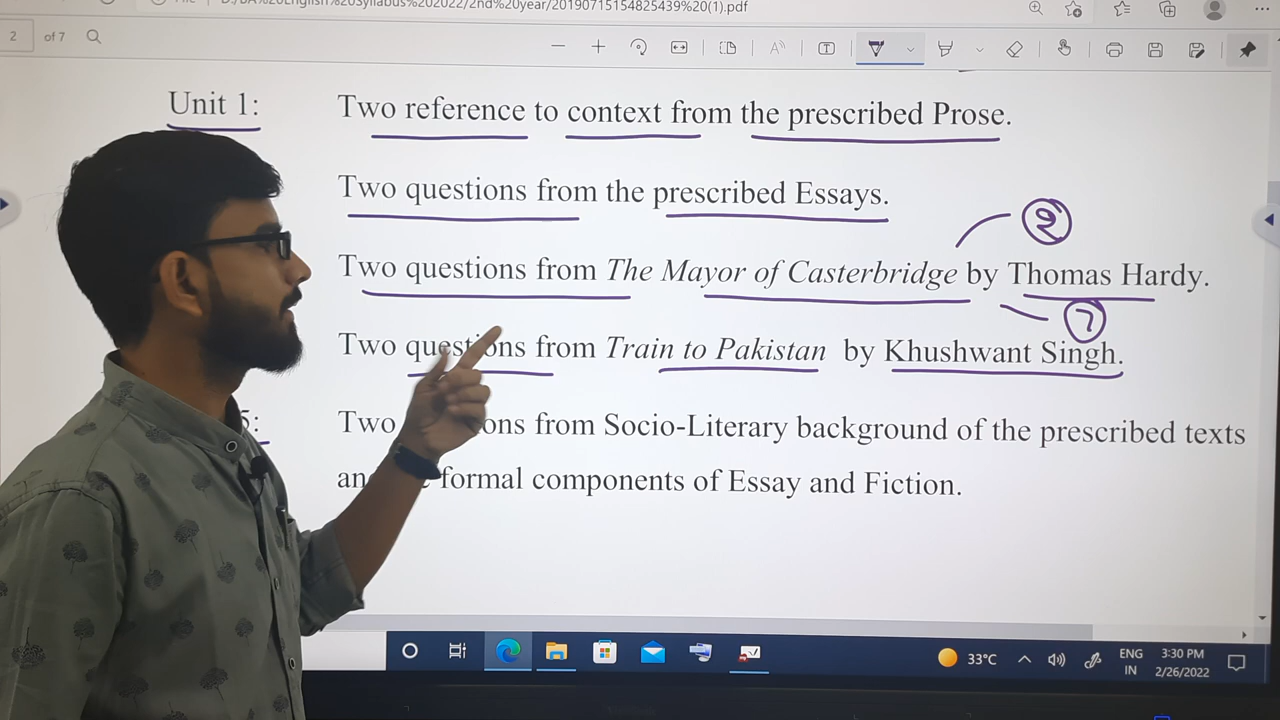 2 of 7
Unit 1: Two reference to context from the prescribed Prose.
Two questions from the prescribed Essays.
२
Two questions from The Mayor of Casterbridge by Thomas Hardy.
Two questions from Train to Pakistan by Khushwant Singh.
5: Two ons from Socio-Literary background of the prescribed texts
an formal components of Essay and Fiction.
33°C ENG 3:30 PM
IN 2/26/2022